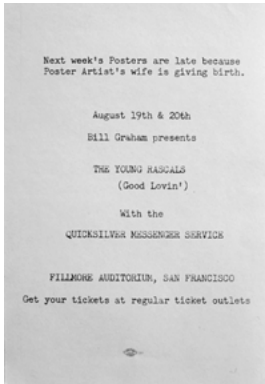 Next week's Posters are late because
Poster Artist's wife is giving birth.
August 19th & 20th
Bill Graham presents
THE YOUNG RASCALS
(Good Lovin')
With the
QUICKSILVER MESSENGER SERVICE
FILLMORE AUDITORIUM, SAN FRANCISCO
Get your tickets at regular ticket outlets